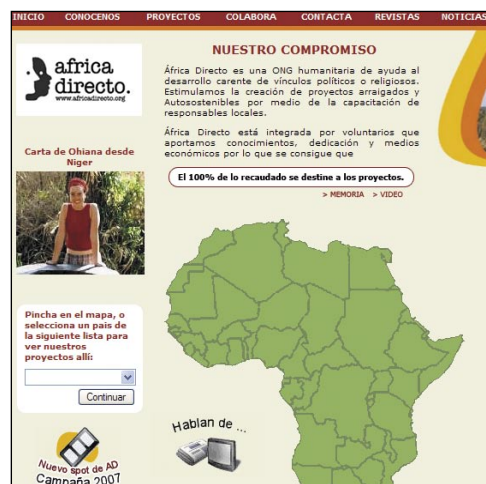 INICIO CONOCENOS PROYECTOS COLABORA CONTACTA REVISTAS NOTICIAS
africa
directo.
www.africadirecto.org
Carta de Ohiana desde
Niger
Pincha en el mapa, o
selecciona un pais de
la siguiente lista para
ver nuestros
proyectos allí:
Continuar
Nuevo spot de AD
Campaña 2007
NUESTRO COMPROMISO
África Directo es una ONG humanitaria de ayuda al
desarrollo carente de vínculos políticos o religiosos.
Estimulamos la creación de proyectos arraigados y
Autosostenibles por medio de la capacitación de
responsables locales.
África Directo está integrada por voluntarios que
aportamos conocimientos, dedicación y medios
económicos por lo que se consigue que
El 100% de lo recaudado se destine a los proyectos.
> MEMORIA > VIDEO
Hablan de ...